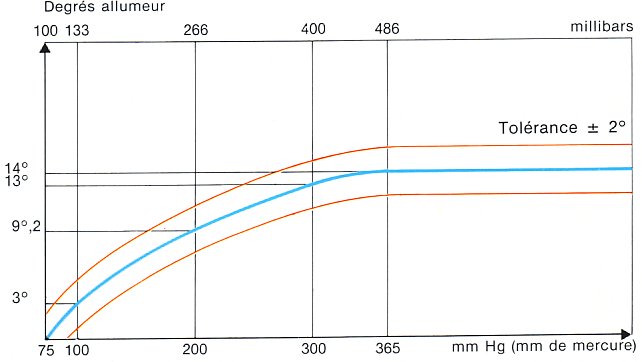 Degrés allumeur
100 133 266 400 486 millibars
Tolérance ± 2°
14°
13°
9°,2
3°
75 100 200 300 365 mm Hg (mm de mercure)